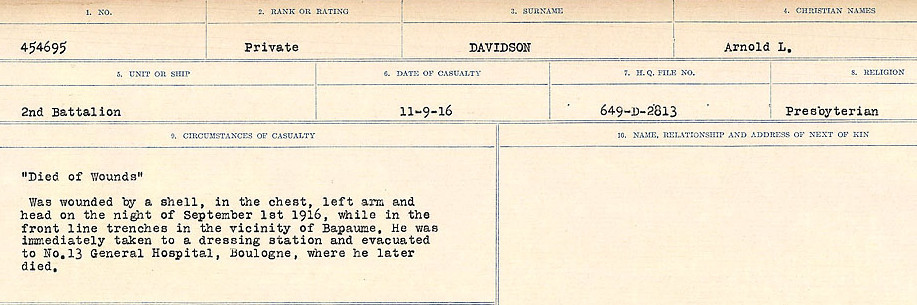 1. NO. 2. RANK OR RATING 3. SURNAME 4. CHRISTIAN NAMES
454695 Private DAVIDSON Arnold L.
5. UNIT OR SHIP 6. DATE OF CASUALTY 7. H.Q. FILE NO. 8. RELIGION
2nd Battalion 11-9-16 649-D-2813 Presbyterian
9. CIRCUMSTANCES OF CASUALTY 10. NAME, RELATIONSHIP AND ADDRESS OF NEXT OF KIN
"Died of Wounds"
Was wounded by a shell, in the chest, left arm and
head on the night of September 1st 1916, while in the
front line trenches in the vicinity of Bapaume. He was
immediately taken to a dressing station and evacuated
to No.13 General Hospital, Boulogne, where he later
died.